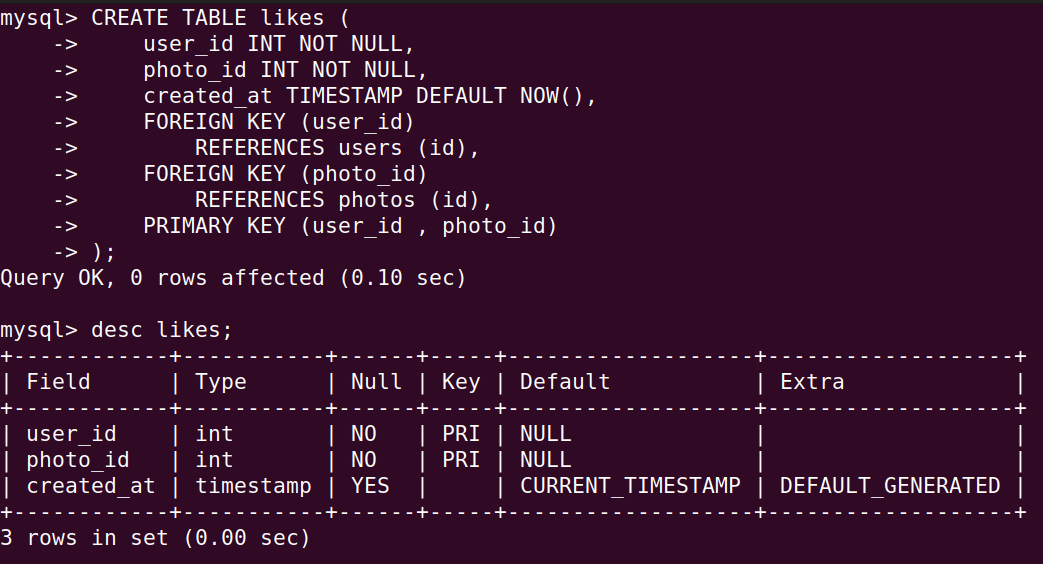 mysql> CREATE TABLE likes (
    ->     user_id INT NOT NULL,
    ->     photo_id INT NOT NULL,
    ->     created_at TIMESTAMP DEFAULT NOW(),
    ->     FOREIGN KEY (user_id)
    ->         REFERENCES users (id),
    ->     FOREIGN KEY (photo_id)
    ->         REFERENCES photos (id),
    ->     PRIMARY KEY (user_id , photo_id)
    -> );
Query OK, 0 rows affected (0.10 sec)

mysql> desc likes;
+------------+-----------+------+-----+-------------------+-------------------+
| Field      | Type      | Null | Key | Default           | Extra             |
+------------+-----------+------+-----+-------------------+-------------------+
| user_id    | int       | NO   | PRI | NULL              |                   |
| photo_id   | int       | NO   | PRI | NULL              |                   |
| created_at | timestamp | YES  |     | CURRENT_TIMESTAMP | DEFAULT_GENERATED |
+------------+-----------+------+-----+-------------------+-------------------+
3 rows in set (0.00 sec)